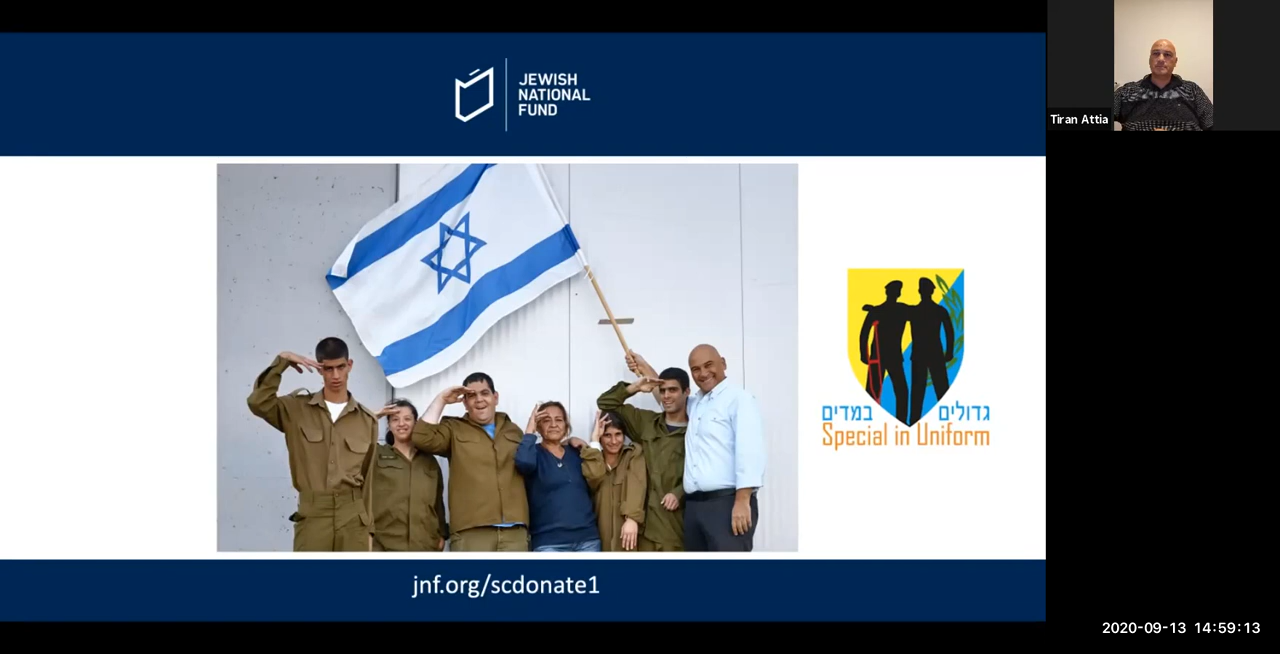 JEWISH
NATIONAL
FUND
Tiran Attia
גדולים במדים
Special in Uniform
jnf.org/scdonate1
2020-09-13 14:59:13